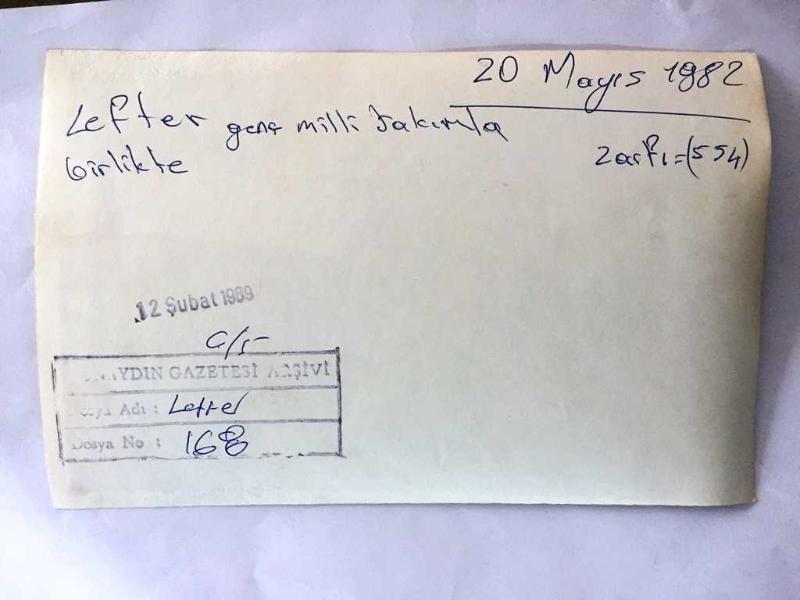 20 Mayıs 1982
Lefter genç milli takımla
birlikte
Zarfı=(554)
12 Şubat 1989
C/5
GAZETESİ ARŞİVİ
Adı : Lefter
Dosya No : 168